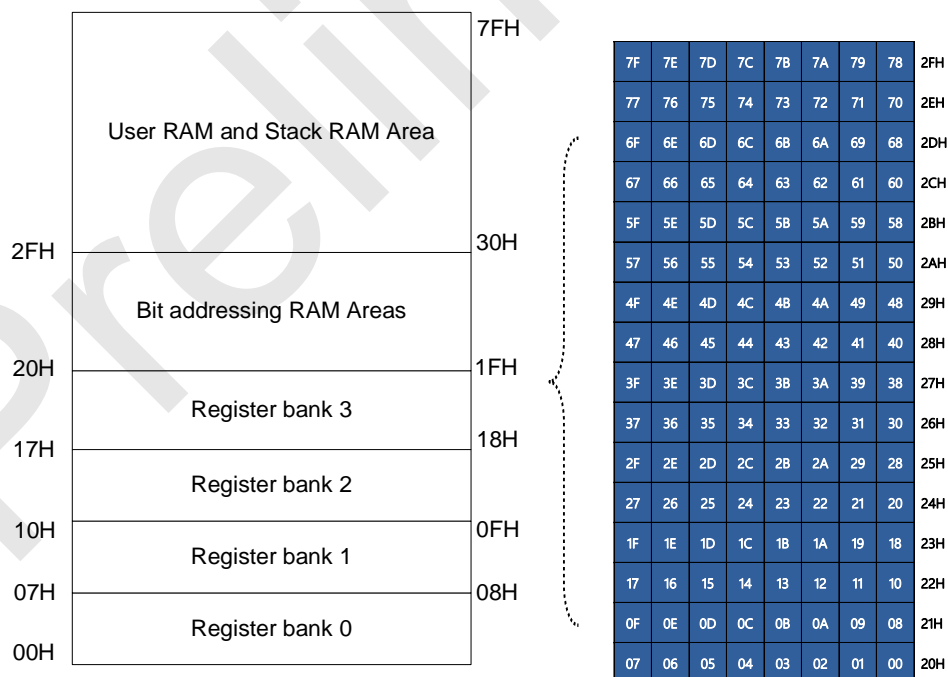 7FH
User RAM and Stack RAM Area
2FH
30H
Bit addressing RAM Areas
20H
1FH
Register bank 3
17H
18H
Register bank 2
10H
0FH
Register bank 1
07H
08H
Register bank 0
00H
7F 7E 7D 7C 7B 7A 79 78 2FH
77 76 75 74 73 72 71 70 2EH
6F 6E 6D 6C 6B 6A 69 68 2DH
67 66 65 64 63 62 61 60 2CH
5F 5E 5D 5C 5B 5A 59 58 2BH
57 56 55 54 53 52 51 50 2AH
4F 4E 4D 4C 4B 4A 49 48 29H
47 46 45 44 43 42 41 40 28H
3F 3E 3D 3C 3B 3A 39 38 27H
37 36 35 34 33 32 31 30 26H
2F 2E 2D 2C 2B 2A 29 28 25H
27 26 25 24 23 22 21 20 24H
1F 1E 1D 1C 1B 1A 19 18 23H
17 16 15 14 13 12 11 10 22H
0F 0E 0D 0C 0B 0A 09 08 21H
07 06 05 04 03 02 01 00 20H
Prelin